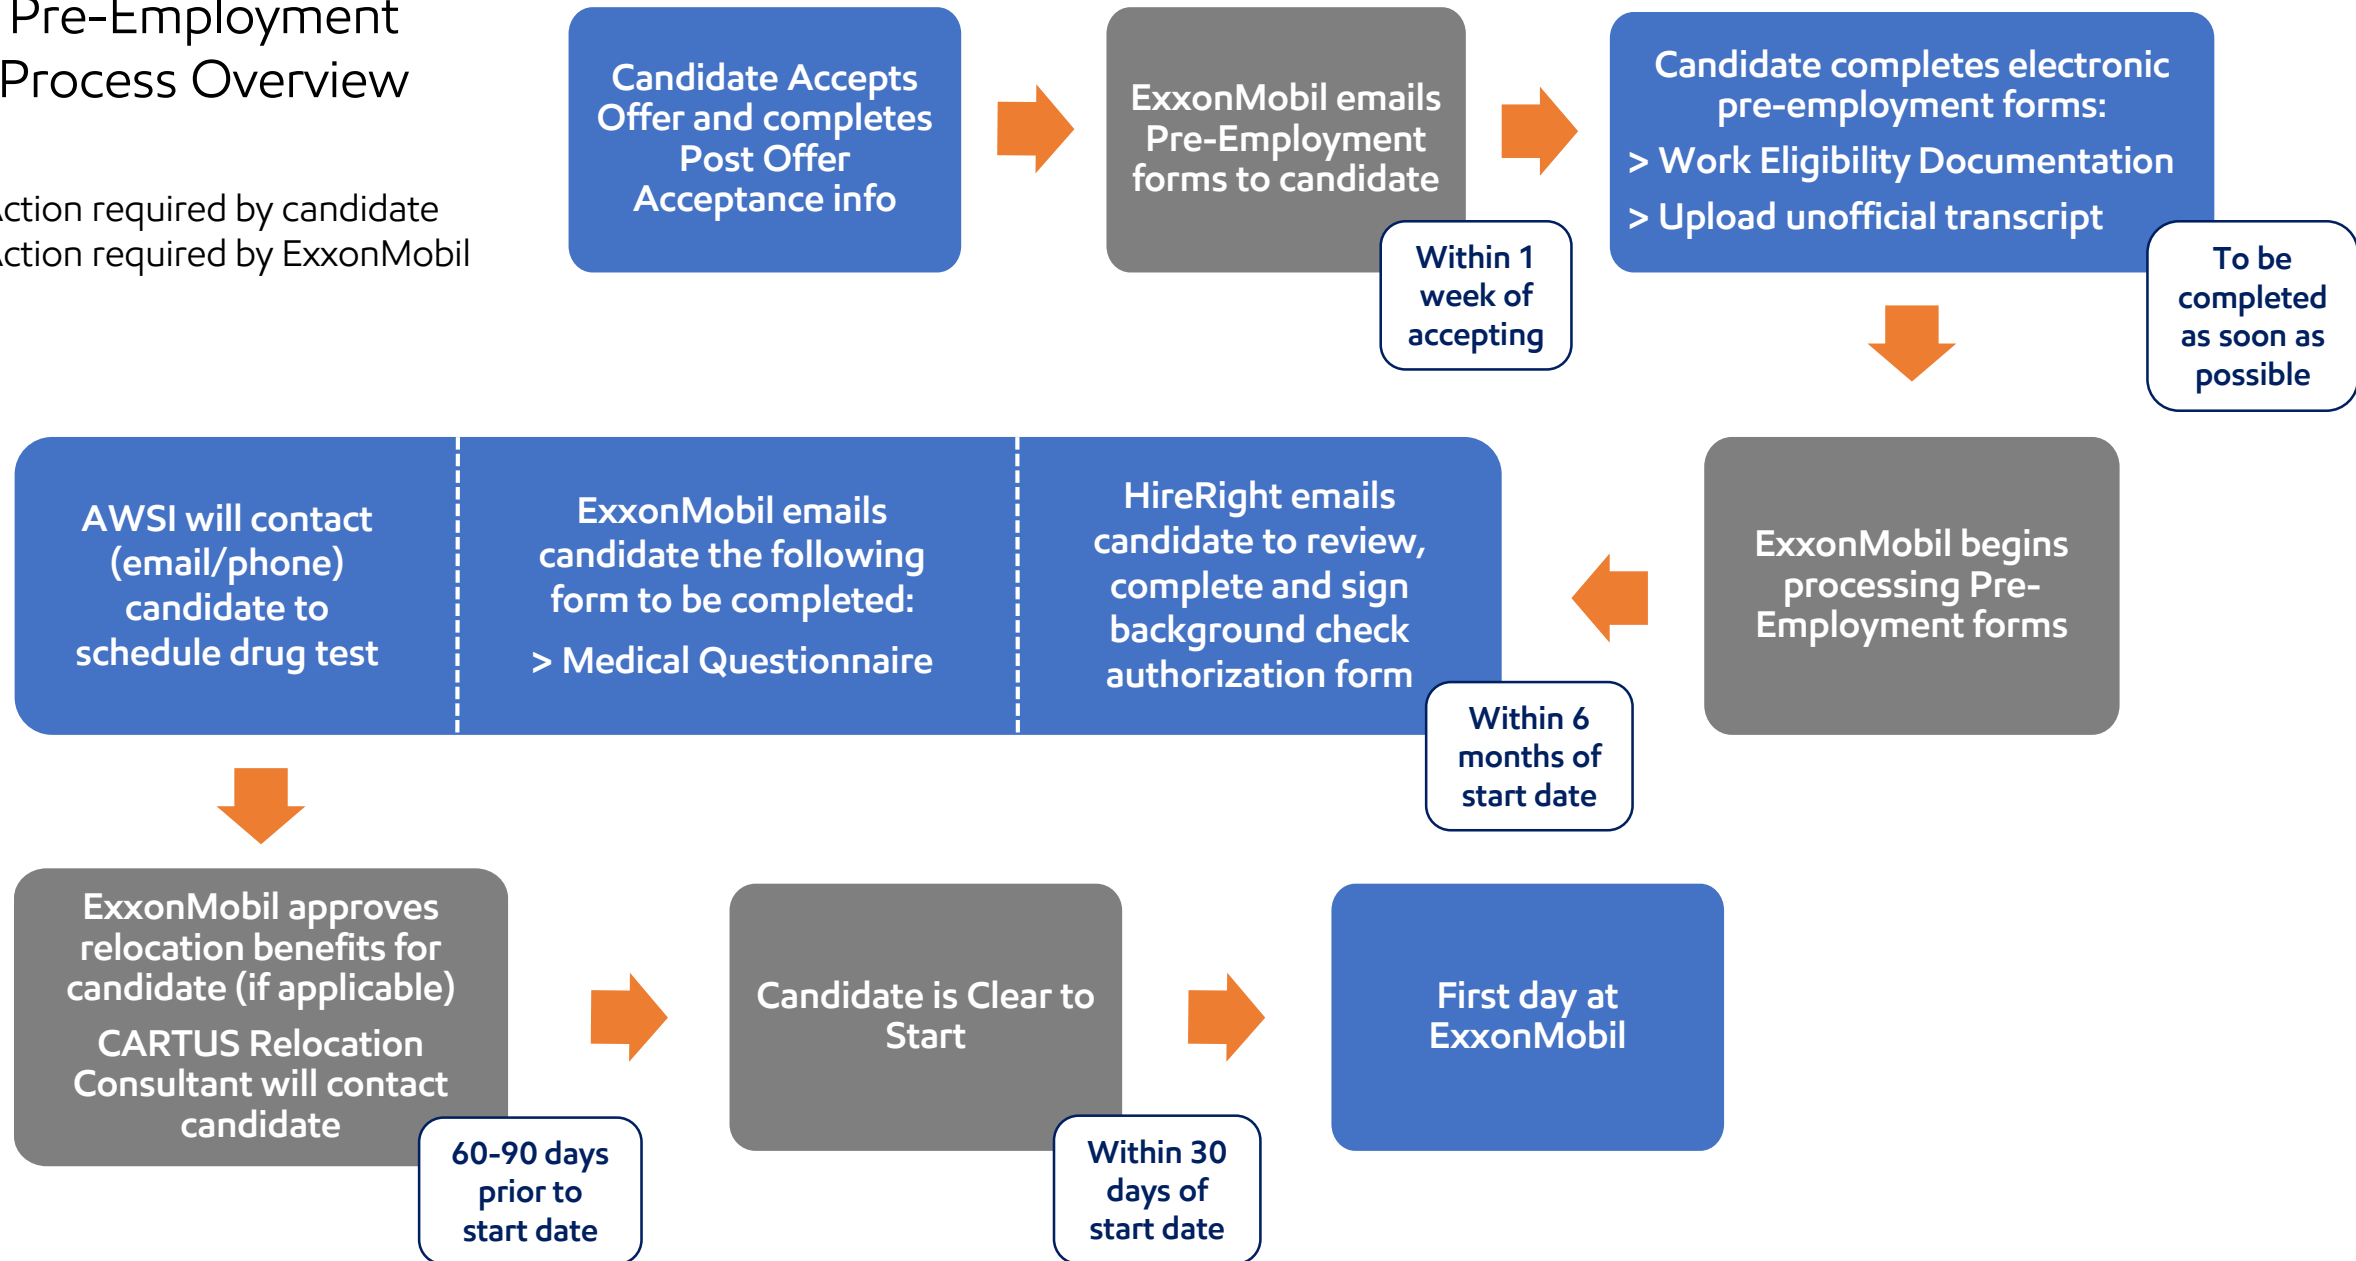 Pre-Employment
Process Overview
Action required by candidate
Action required by ExxonMobil
Candidate Accepts
Offer and completes
Post Offer
Acceptance info
ExxonMobil emails
Pre-Employment
forms to candidate
Within 1
week of
accepting
Candidate completes electronic
pre-employment forms:
> Work Eligibility Documentation
> Upload unofficial transcript
To be
completed
as soon as
possible
ExxonMobil begins
processing Pre-
Employment forms
HireRight emails
candidate to review,
complete and sign
background check
authorization form
Within 6
months of
start date
ExxonMobil emails
candidate the following
form to be completed:
> Medical Questionnaire
AWSI will contact
(email/phone)
candidate to
schedule drug test
ExxonMobil approves
relocation benefits for
candidate (if applicable)
CARTUS Relocation
Consultant will contact
candidate
60-90 days
prior to
start date
Candidate is Clear to
Start
Within 30
days of
start date
First day at
ExxonMobil